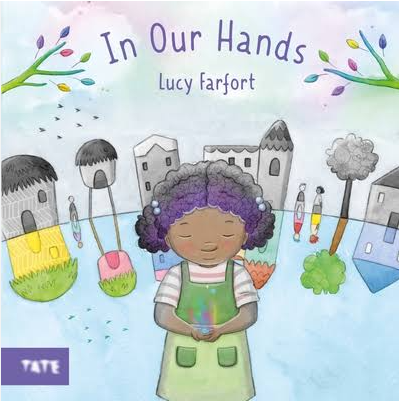 In Our Hands
Lucy Farfort
TATE